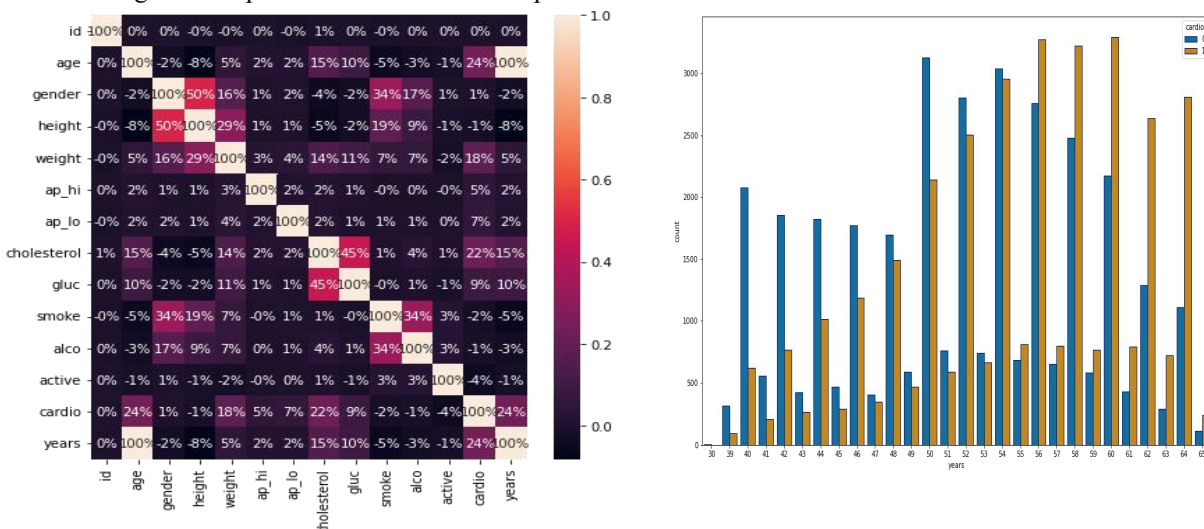 1.0
id 100% 0% 0% -0% -0% 0% -0% 1% 0% -0% 0% 0% 0% 0%
age 0% 100% -2% -8% 5% 2% 2% 15% 10% -5% -3% -1% 24% 100%
0.8
gender 0% -2% 100% 50% 16% 1% 2% -4% -2% 34% 17% 1% 1% -2%
height -0% -8% 50% 100% 29% 1% 1% -5% -2% 19% 9% -1% -1% -8%
weight -0% 5% 16% 29% 100% 3% 4% 14% 11% 7% 7% -2% 18% 5%
0.6
ap_hi 0% 2% 1% 1% 3% 100% 2% 2% 1% -0% 0% -0% 5% 2%
ap_lo -0% 2% 2% 1% 4% 2% 100% 2% 1% 1% 1% 0% 7% 2%
cholesterol 1% 15% -4% -5% 14% 2% 2% 100% 45% 1% 4% 1% 22% 15%
0.4
gluc 0% 10% -2% -2% 11% 1% 1% 45% 100% -0% 1% -1% 9% 10%
smoke -0% -5% 34% 19% 7% -0% 1% 1% -0% 100% 34% 3% -2% -5%
alco 0% -3% 17% 9% 7% 0% 1% 4% 1% 34% 100% 3% -1% -3%
0.2
active 0% -1% 1% -1% -2% -0% 0% 1% -1% 3% 3% 100% -4% -1%
cardio 0% 24% 1% -1% 18% 5% 7% 22% 9% -2% -1% -4% 100% 24%
0.0
years 0% 100% -2% -8% 5% 2% 2% 15% 10% -5% -3% -1% 24% 100%
id age gender height weight ap_hi ap_lo holesterol gluc smoke alco active cardio years
cardio
3000
2500
2000
1500
1000
500
0
count
30 39 40 41 42 43 44 45 46 47 48 49 50 51 52 53 54 55 56 57 58 59 60 61 62 63 64 65
years